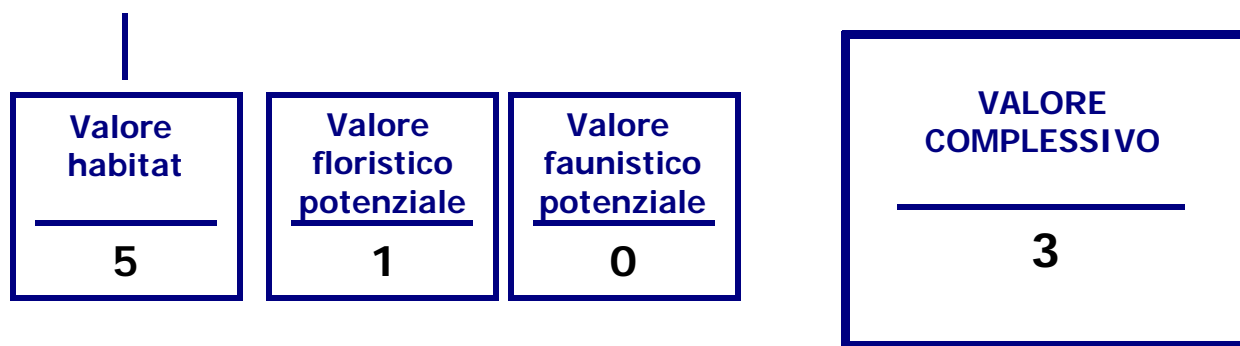 Valore
habitat
5
Valore
floristico
potenziale
1
Valore
faunistico
potenziale
0
VALORE
COMPLESSIVO
3